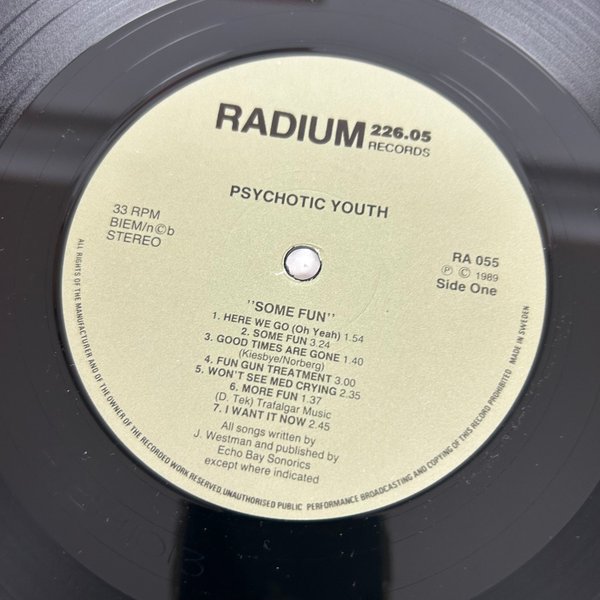 RADIUM 226.05
RECORDS
PSYCHOTIC YOUTH
33 RPM
BIEM/n©b
STEREO
RA 055
Ⓟ © 1989
Side One
"SOME FUN"
1. HERE WE GO (Oh Yeah) 1.54
2. SOME FUN 3.24
3. GOOD TIMES ARE GONE 1.40
(Kiesbye/Norberg)
4. FUN GUN TREATMENT 3.00
5. WON'T SEE MED CRYING 2.35
6. MORE FUN 1.37
(D. Tek) Trafalgar Music
7. I WANT IT NOW 2.45
All songs written by
J. Westman and published by
Echo Bay Sonorics
except where indicated
ALL RIGHTS OF THE MANUFACTURER AND OF THE OWNER OF THE RECORDED WORK RESERVED. UNAUTHORISED PUBLIC PERFORMANCE BROADCASTING AND COPYING OF THIS RECORD PROHIBITED MADE IN SWEDEN